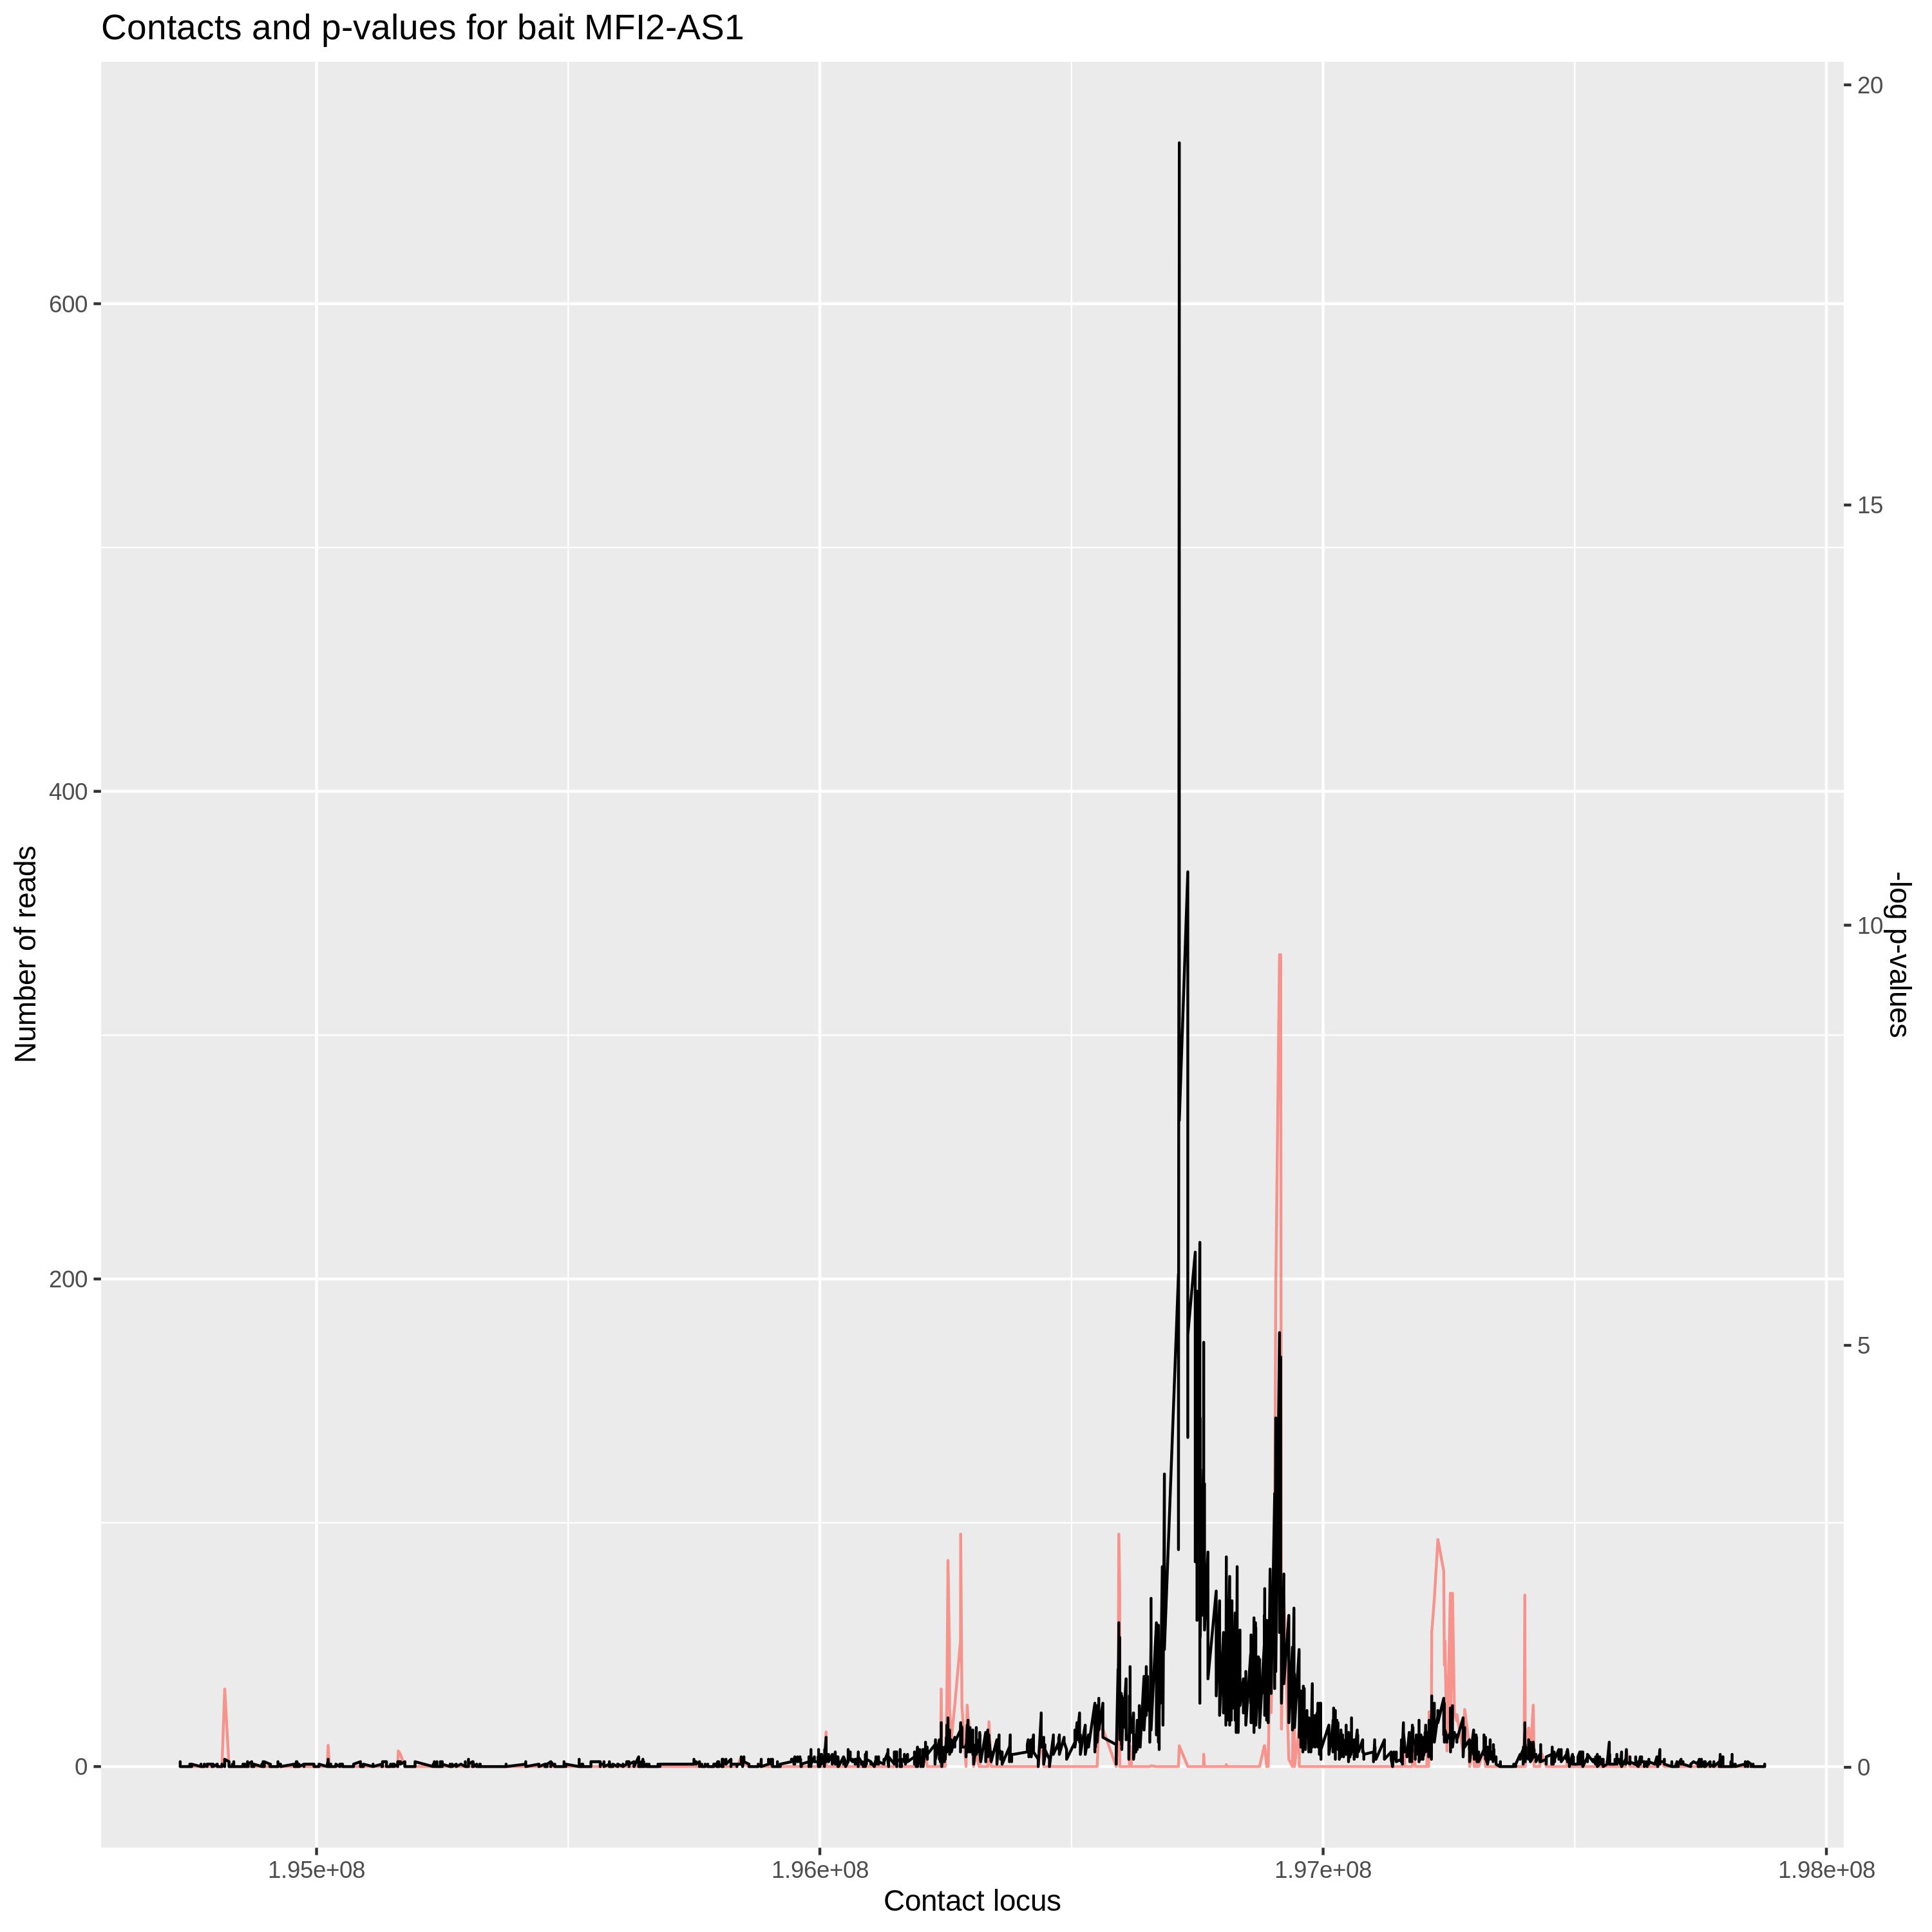 Contacts and p-values for bait MFI2-AS1
20
600
15
400
Number of reads
-log p-values
10
200
5
0
0
1.95e+08 1.96e+08 1.97e+08 1.98e+08
Contact locus